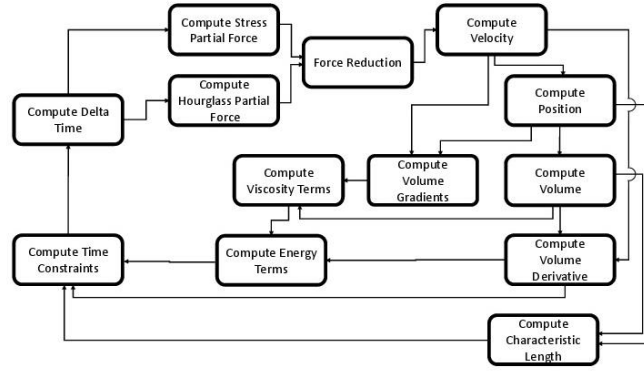 Compute Stress
Partial Force
Compute
Velocity
Force Reduction
Compute
Hourglass Partial
Force
Compute Delta
Time
Compute
Position
Compute
Viscosity Terms
Compute
Volume
Gradients
Compute
Volume
Compute Time
Constraints
Compute Energy
Terms
Compute
Volume
Derivative
Compute
Characteristic
Length